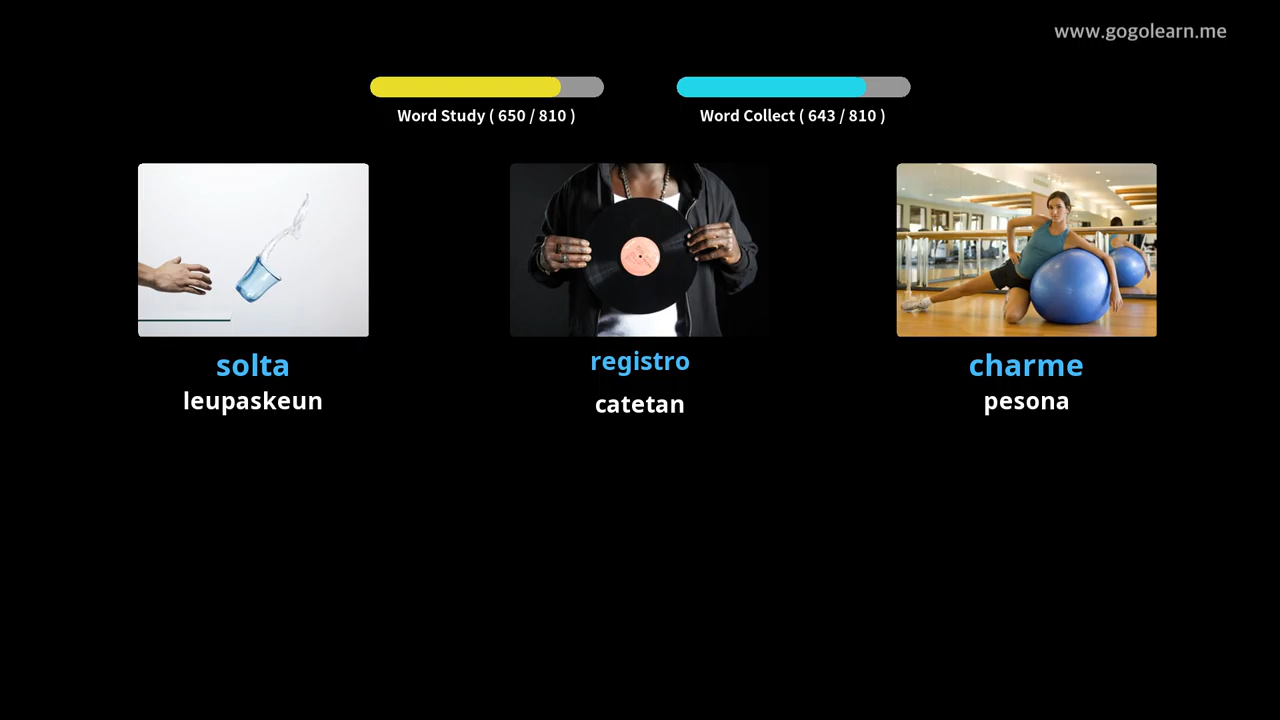 www.gogolearn.me
Word Study ( 650 / 810 )
Word Collect ( 643 / 810 )
solta
leupaskeun
registro
catetan
charme
pesona